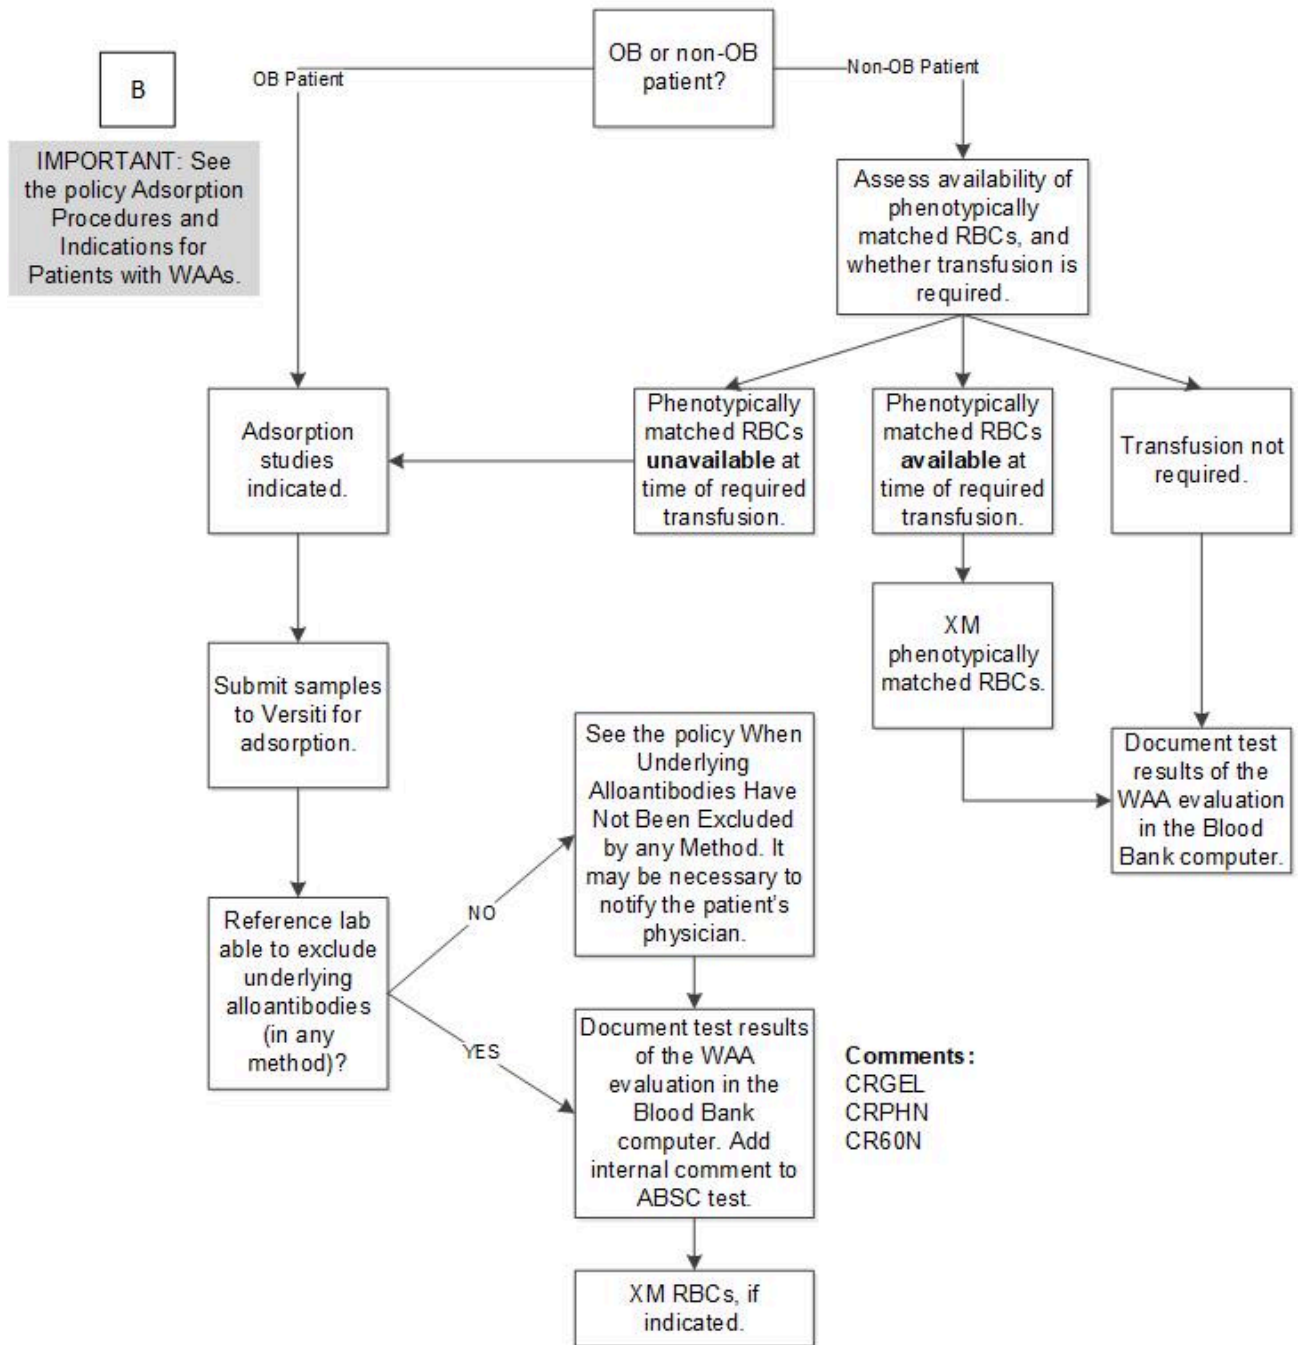 B
IMPORTANT: See
the policy Adsorption
Procedures and
Indications for
Patients with WAAs.
OB or non-OB
patient?
OB Patient
Non-OB Patient
Assess availability of
phenotypically
matched RBCs, and
whether transfusion is
required.
Adsorption
studies
indicated.
Phenotypically
matched RBCs
unavailable at
time of required
transfusion.
Phenotypically
matched RBCs
available at
time of required
transfusion.
Transfusion not
required.
XM
phenotypically
matched RBCs.
Submit samples
to Versiti for
adsorption.
See the policy When
Underlying
Alloantibodies Have
Not Been Excluded
by any Method. It
may be necessary to
notify the patient's
physician.
Document test
results of the
WAA evaluation
in the Blood
Bank computer.
Reference lab
able to exclude
underlying
alloantibodies
(in any
method)?
NO
YES
Document test results
of the WAA
evaluation in the
Blood Bank
computer. Add
internal comment to
ABSC test.
Comments:
CRGEL
CRPHN
CR60N
XM RBCs, if
indicated.